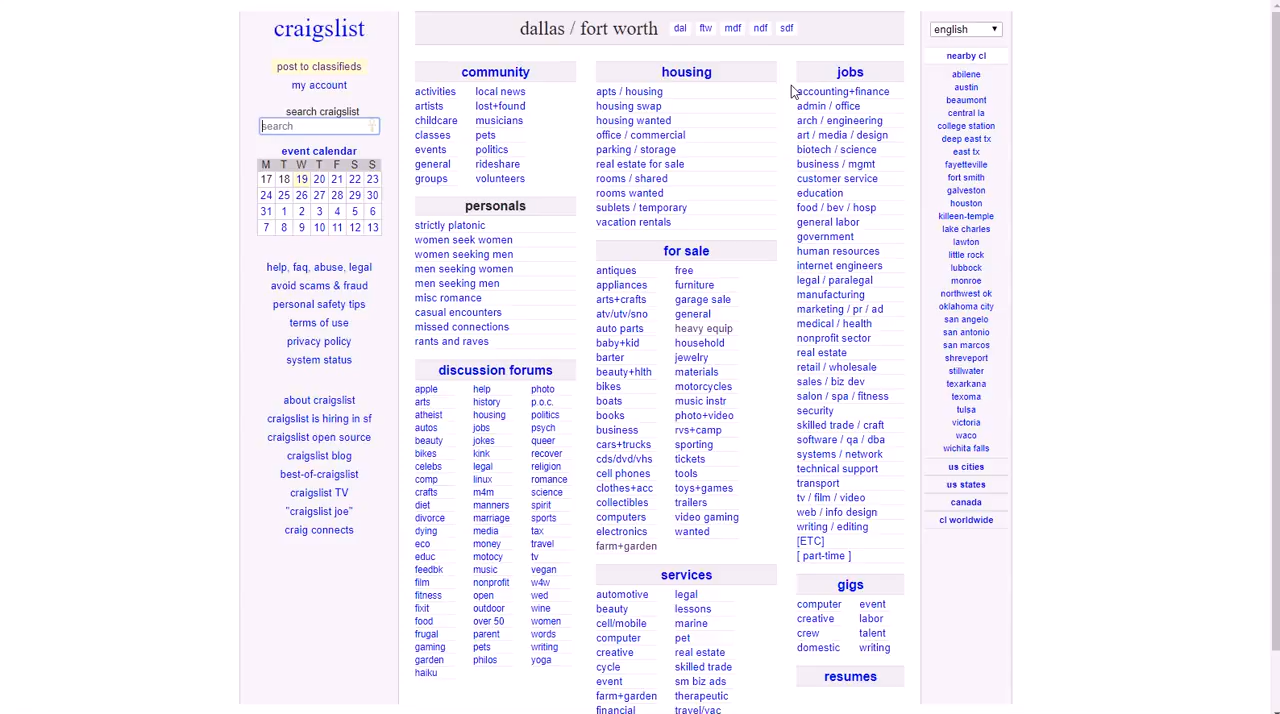 craigslist
post to classifieds
my account
search craigslist
search
event calendar
M T W T F S S
17 18 19 20 21 22 23
24 25 26 27 28 29 30
31 1 2 3 4 5 6
7 8 9 10 11 12 13
help, faq, abuse, legal
avoid scams & fraud
personal safety tips
terms of use
privacy policy
system status
about craigslist
craigslist is hiring in sf
craigslist open source
craigslist blog
best-of-craigslist
craigslist TV
"craigslist joe"
craig connects
dallas / fort worth dal ftw mdf ndf sdf
community
activities local news
artists lost+found
childcare musicians
classes pets
events politics
general rideshare
groups volunteers
personals
strictly platonic
women seek women
women seeking men
men seeking women
men seeking men
misc romance
casual encounters
missed connections
rants and raves
discussion forums
apple help photo
arts history p.o.c.
atheist housing politics
autos jobs psych
beauty jokes queer
bikes kink recover
celebs legal religion
comp linux romance
crafts m4m science
diet manners spirit
divorce marriage sports
dying media tax
eco money travel
educ motocy tv
feedbk music vegan
film nonprofit w4w
fitness open wed
fixit outdoor wine
food over 50 women
frugal parent words
gaming pets writing
garden philos yoga
haiku
housing
apts / housing
housing swap
housing wanted
office / commercial
parking / storage
real estate for sale
rooms / shared
rooms wanted
sublets / temporary
vacation rentals
for sale
antiques free
appliances furniture
arts+crafts garage sale
atv/utv/sno general
auto parts heavy equip
baby+kid household
barter jewelry
beauty+hlth materials
bikes motorcycles
boats music instr
books photo+video
business rvs+camp
cars+trucks sporting
cds/dvd/vhs tickets
cell phones tools
clothes+acc toys+games
collectibles trailers
computers video gaming
electronics wanted
farm+garden
services
automotive legal
beauty lessons
cell/mobile marine
computer pet
creative real estate
cycle skilled trade
event sm biz ads
farm+garden therapeutic
financial travel/vac
jobs
accounting+finance
admin / office
arch / engineering
art / media / design
biotech / science
business / mgmt
customer service
education
food / bev / hosp
general labor
government
human resources
internet engineers
legal / paralegal
manufacturing
marketing / pr / ad
medical / health
nonprofit sector
real estate
retail / wholesale
sales / biz dev
salon / spa / fitness
security
skilled trade / craft
software / qa / dba
systems / network
technical support
transport
tv / film / video
web / info design
writing / editing
[ETC]
[ part-time ]
gigs
computer event
creative labor
crew talent
domestic writing
resumes
english
nearby cl
abilene
austin
beaumont
central la
college station
deep east tx
east tx
fayetteville
fort smith
galveston
houston
killeen-temple
lake charles
lawton
little rock
lubbock
monroe
northwest ok
oklahoma city
san angelo
san antonio
san marcos
shreveport
stillwater
texarkana
texoma
tulsa
victoria
waco
wichita falls
us cities
us states
canada
cl worldwide